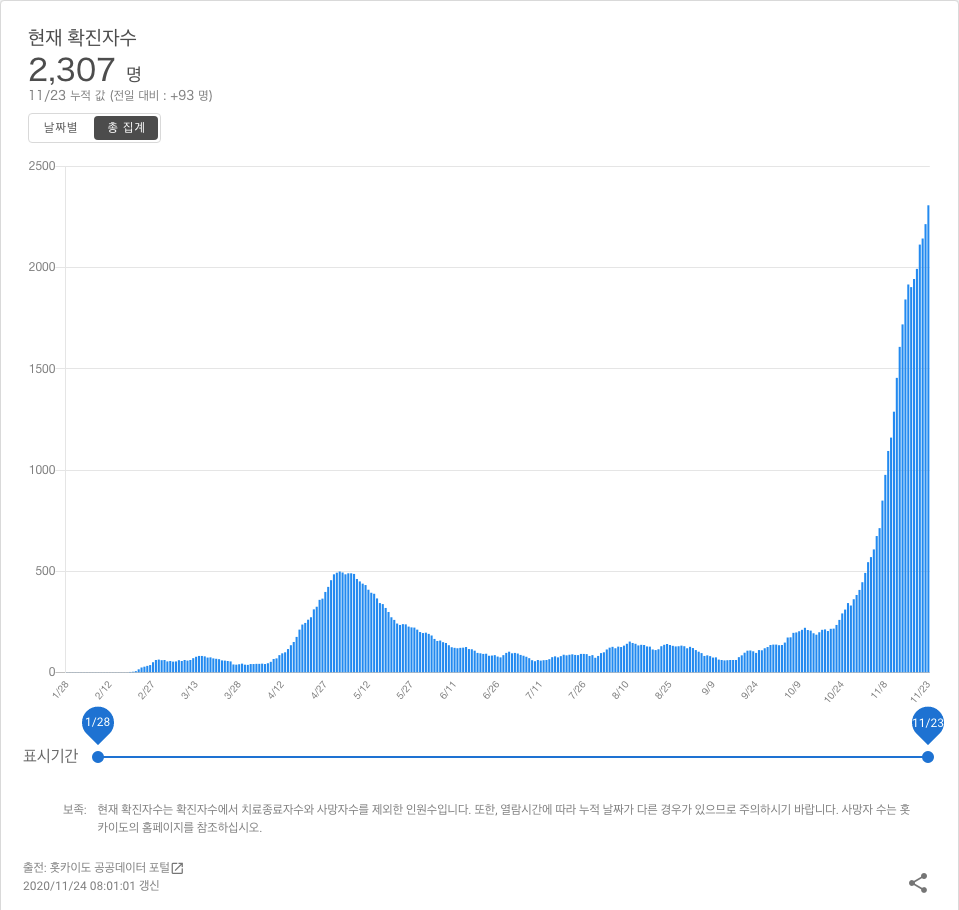 현재 확진자수
2,307 명
11/23 누적 값 (전일 대비 : +93 명)
날짜별 총 집계
2500
2000
1500
1000
500
0
1/28 2/12 2/27 3/13 3/28 4/12 4/27 5/12 5/27 6/11 6/26 7/11 7/26 8/10 8/25 9/9 9/24 10/9 10/24 11/8 11/23
1/28 11/23
표시기간
보족: 현재 확진자수는 확진자수에서 치료종료자수와 사망자수를 제외한 인원수입니다. 또한, 열람시간에 따라 누적 날짜가 다른 경우가 있으므로 주의하시기 바랍니다. 사망자 수는 홋
카이도의 홈페이지를 참조하십시오.
출전: 홋카이도 공공데이터 포털
2020/11/24 08:01:01 갱신